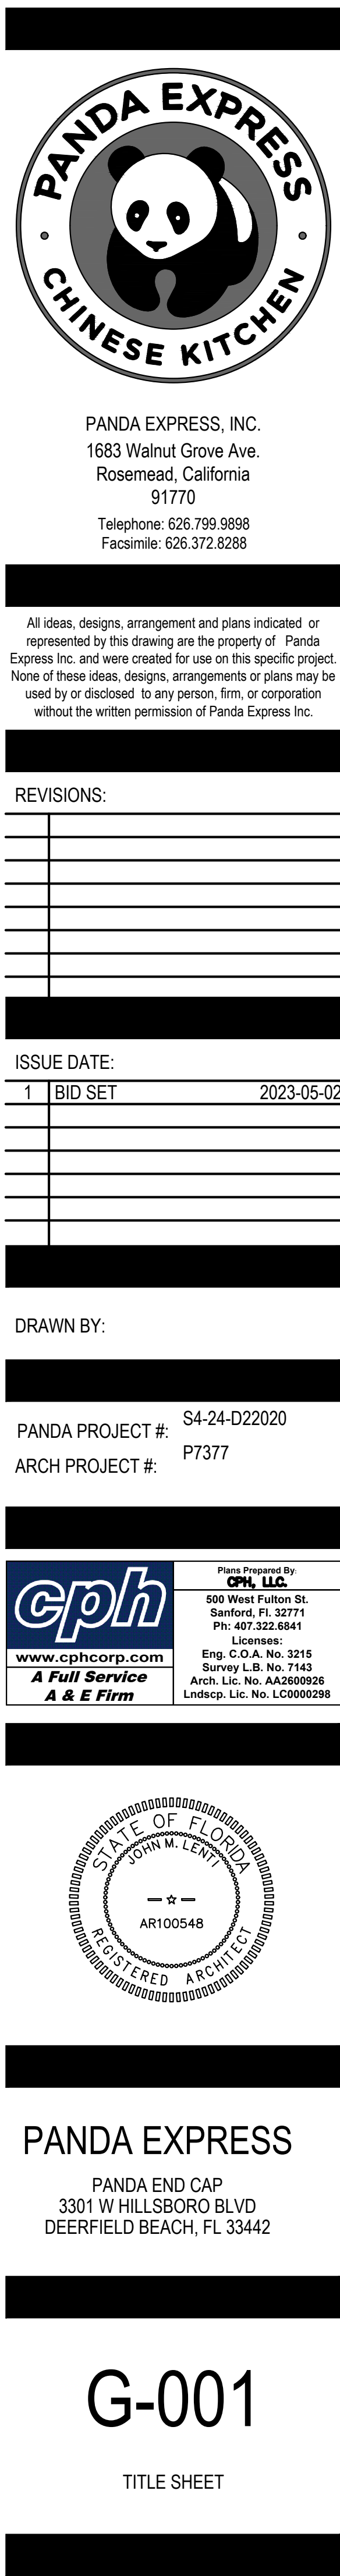 PANDA EXPRESS
CHINESE KITCHEN
PANDA EXPRESS, INC.
1683 Walnut Grove Ave.
Rosemead, California
91770
Telephone: 626.799.9898
Facsimile: 626.372.8288
All ideas, designs, arrangement and plans indicated or
represented by this drawing are the property of Panda
Express Inc. and were created for use on this specific project.
None of these ideas, designs, arrangements or plans may be
used by or disclosed to any person, firm, or corporation
without the written permission of Panda Express Inc.
REVISIONS:
ISSUE DATE:
1 BID SET 2023-05-02
DRAWN BY:
PANDA PROJECT #: S4-24-D22020
ARCH PROJECT #: P7377
cph
www.cphcorp.com
A Full Service
A & E Firm
Plans Prepared By:
CPH, LLC.
500 West Fulton St.
Sanford, Fl. 32771
Ph: 407.322.6841
Licenses:
Eng. C.O.A. No. 3215
Survey L.B. No. 7143
Arch. Lic. No. AA2600926
Lndscp. Lic. No. LC0000298
STATE OF FLORIDA
JOHN M. LENTI
AR100548
REGISTERED ARCHITECT
PANDA EXPRESS
PANDA END CAP
3301 W HILLSBORO BLVD
DEERFIELD BEACH, FL 33442
G-001
TITLE SHEET